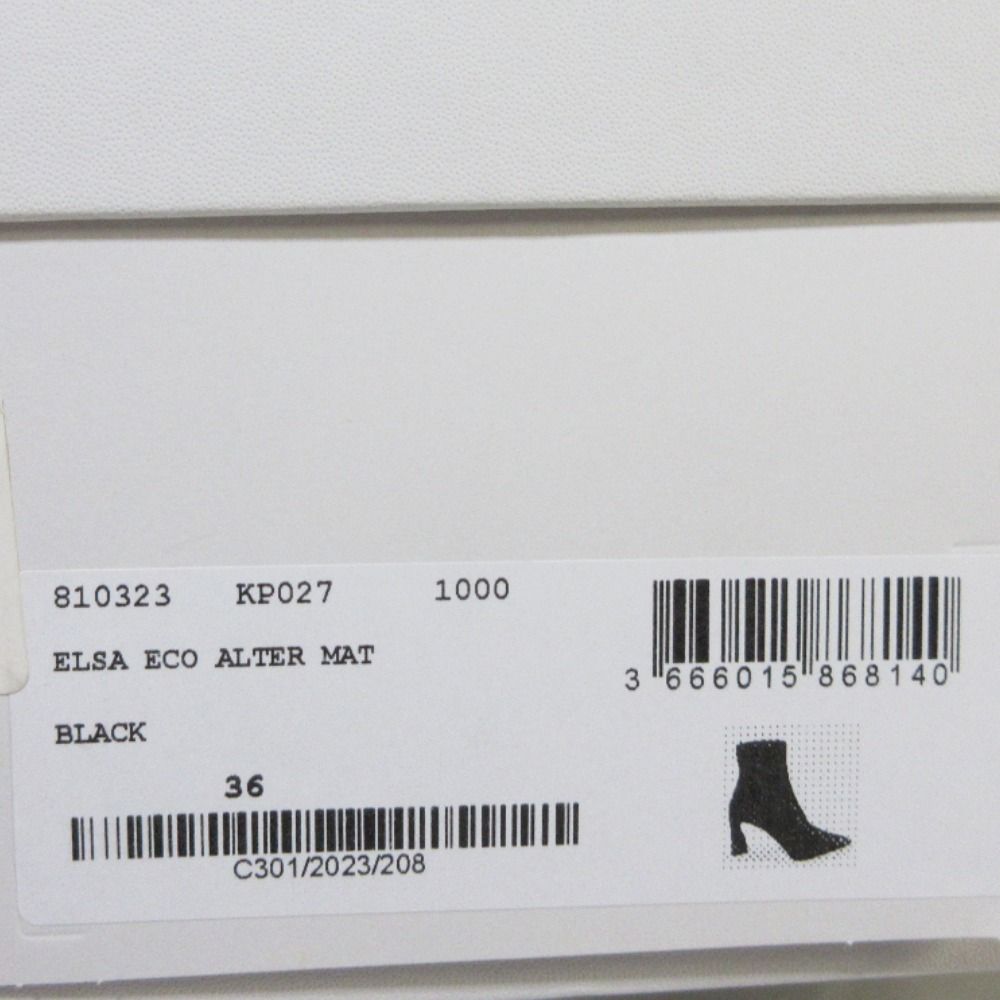 810323 KP027 1000
ELSA ECO ALTER MAT
BLACK
36
C301/2023/208
3 666015 868140